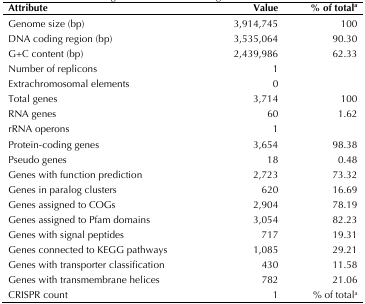 Attribute Value % of totalᵃ
Genome size (bp) 3,914,745 100
DNA coding region (bp) 3,535,064 90.30
G+C content (bp) 2,439,986 62.33
Number of replicons 1
Extrachromosomal elements 0
Total genes 3,714 100
RNA genes 60 1.62
rRNA operons 1
Protein-coding genes 3,654 98.38
Pseudo genes 18 0.48
Genes with function prediction 2,723 73.32
Genes in paralog clusters 620 16.69
Genes assigned to COGs 2,904 78.19
Genes assigned to Pfam domains 3,054 82.23
Genes with signal peptides 717 19.31
Genes connected to KEGG pathways 1,085 29.21
Genes with transporter classification 430 11.58
Genes with transmembrane helices 782 21.06
CRISPR count 1 % of totalᵃ